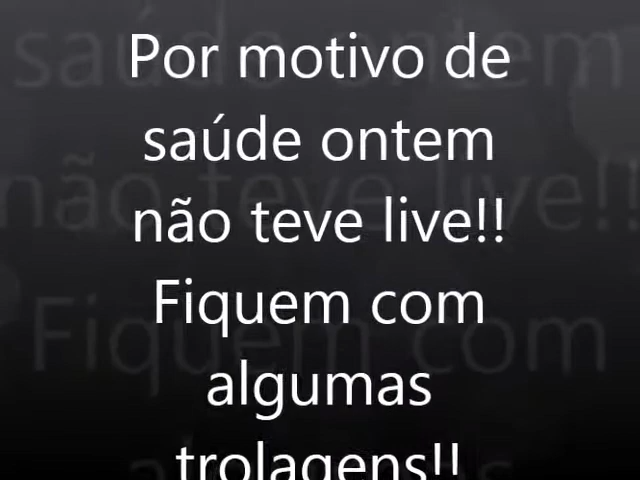 Por motivo de
saúde ontem
não teve live!!
Fiquem com
algumas
trolagens!!